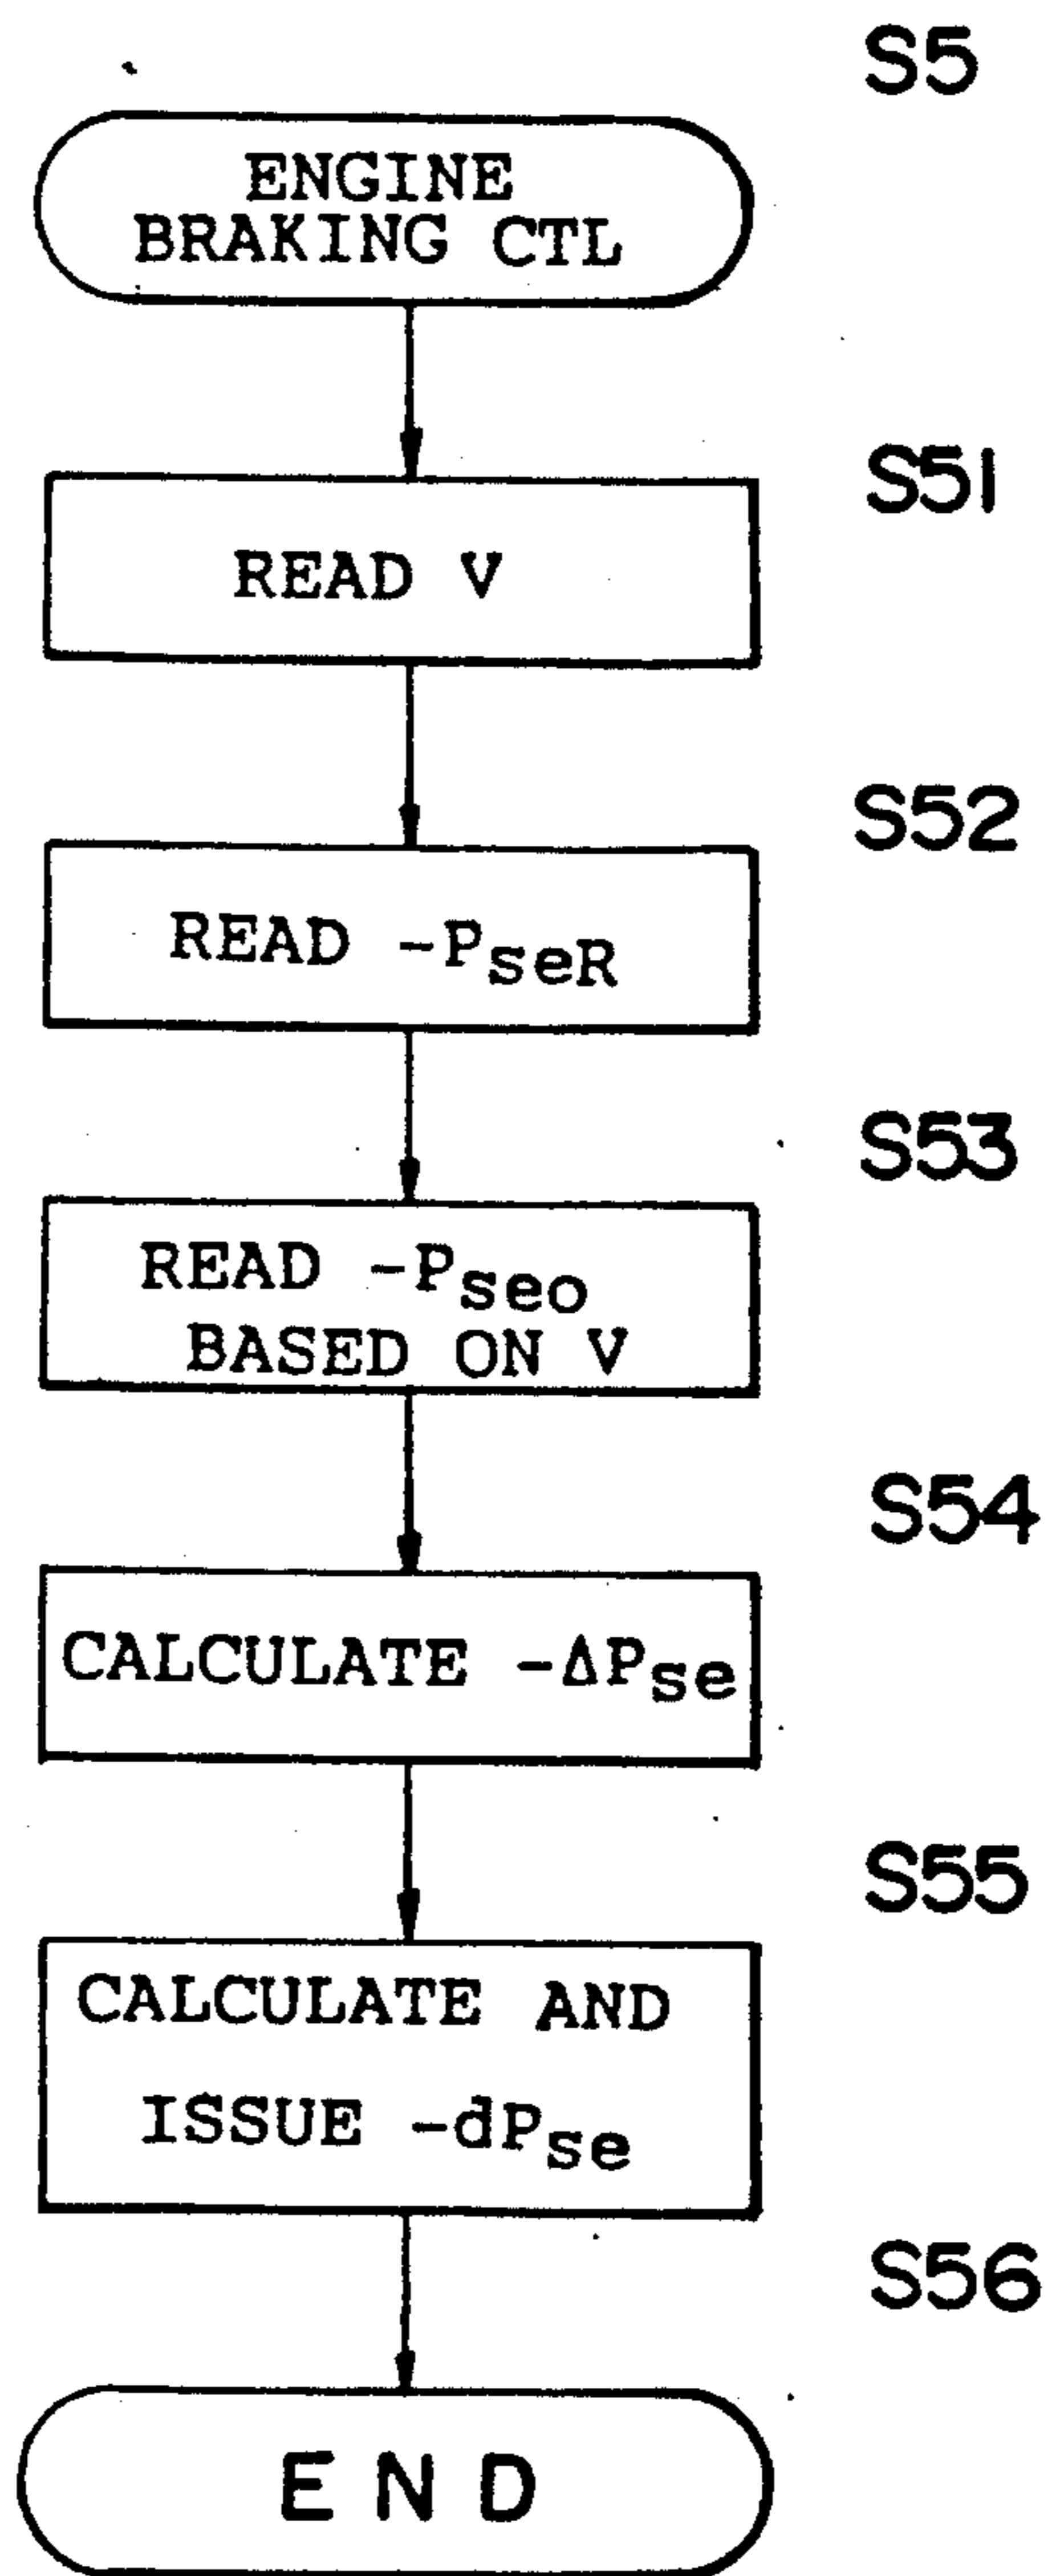 S5
ENGINE
BRAKING CTL
S51
READ V
S52
READ -PseR
S53
READ -Pseo
BASED ON V
S54
CALCULATE -ΔPse
S55
CALCULATE AND
ISSUE -dPse
S56
END